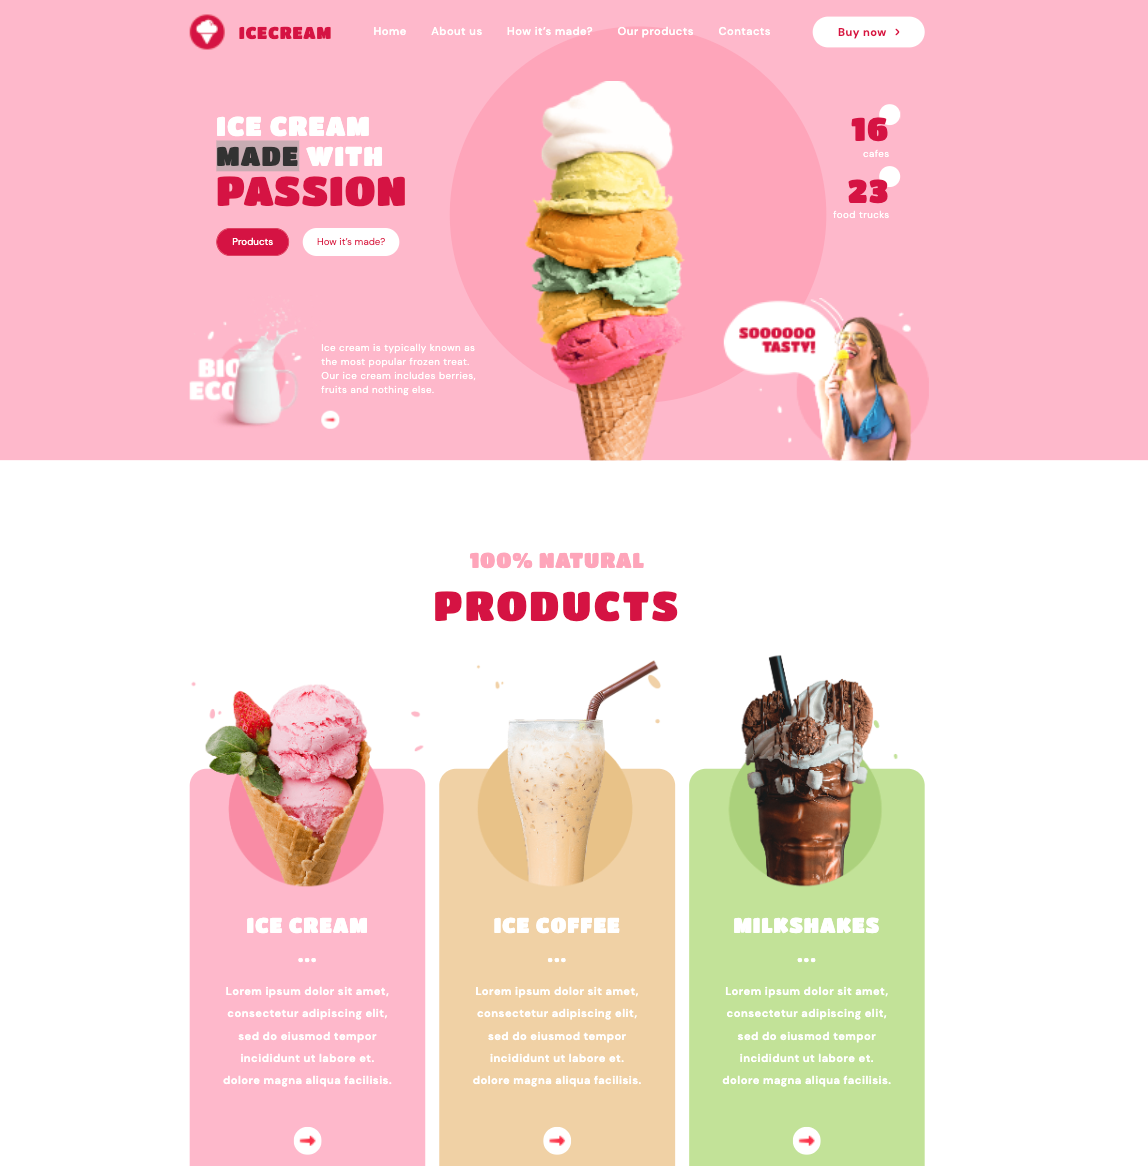 ICECREAM
Home About us How it's made? Our products Contacts
Buy now
ICE CREAM
MADE WITH
PASSION
Products How it's made?
16
cafes
23
food trucks
BIO
ECO
Ice cream is typically known as
the most popular frozen treat.
Our ice cream includes berries,
fruits and nothing else.
SOOOOOO
TASTY!
100% NATURAL
PRODUCTS
ICE CREAM
Lorem ipsum dolor sit amet,
consectetur adipiscing elit,
sed do eiusmod tempor
incididunt ut labore et.
dolore magna aliqua facilisis.
ICE COFFEE
Lorem ipsum dolor sit amet,
consectetur adipiscing elit,
sed do eiusmod tempor
incididunt ut labore et.
dolore magna aliqua facilisis.
MILKSHAKES
Lorem ipsum dolor sit amet,
consectetur adipiscing elit,
sed do eiusmod tempor
incididunt ut labore et.
dolore magna aliqua facilisis.